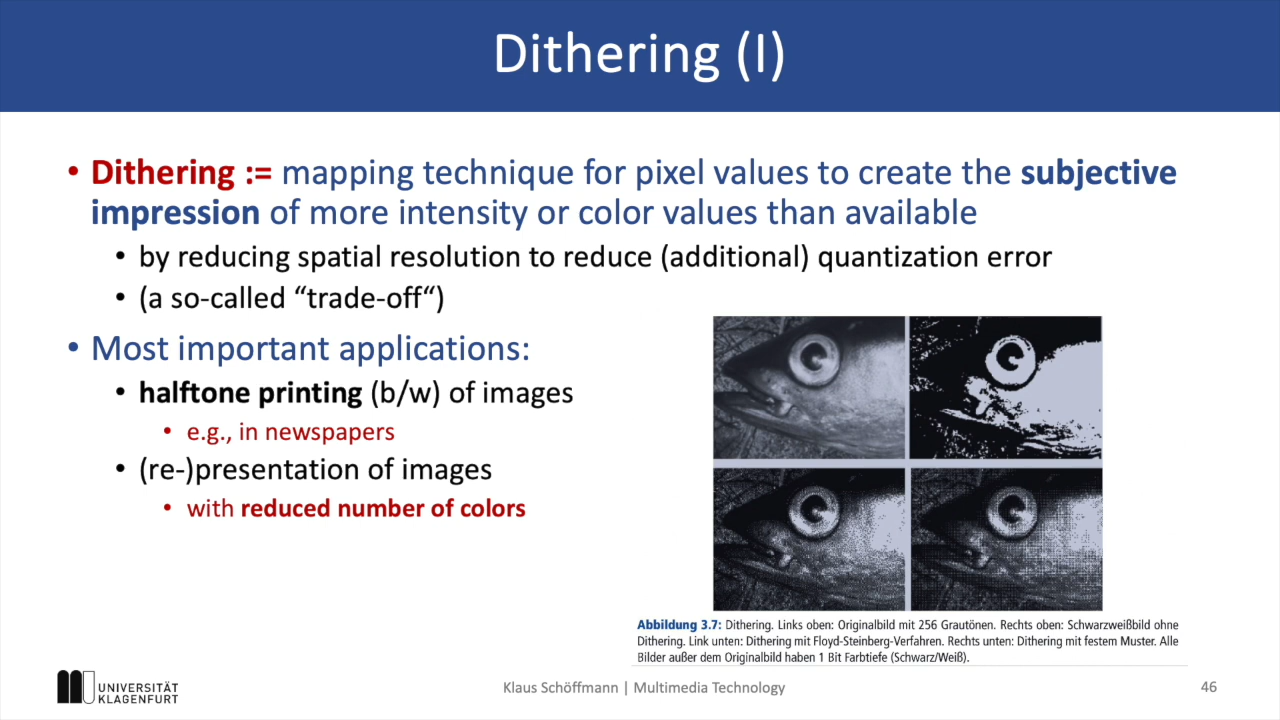 Dithering (I)
• Dithering := mapping technique for pixel values to create the subjective
impression of more intensity or color values than available
• by reducing spatial resolution to reduce (additional) quantization error
• (a so-called “trade-off“)
• Most important applications:
• halftone printing (b/w) of images
• e.g., in newspapers
• (re-)presentation of images
• with reduced number of colors
Abbildung 3.7: Dithering. Links oben: Originalbild mit 256 Grautönen. Rechts oben: Schwarzweißbild ohne
Dithering. Link unten: Dithering mit Floyd-Steinberg-Verfahren. Rechts unten: Dithering mit festem Muster. Alle
Bilder außer dem Originalbild haben 1 Bit Farbtiefe (Schwarz/Weiß).
UNIVERSITÄT
KLAGENFURT
Klaus Schöffmann | Multimedia Technology
46